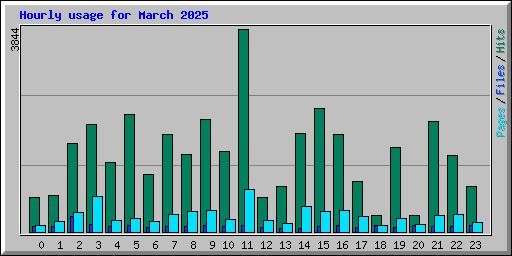 Hourly usage for March 2025
3844
Pages/Files/Hits
0 1 2 3 4 5 6 7 8 9 10 11 12 13 14 15 16 17 18 19 20 21 22 23